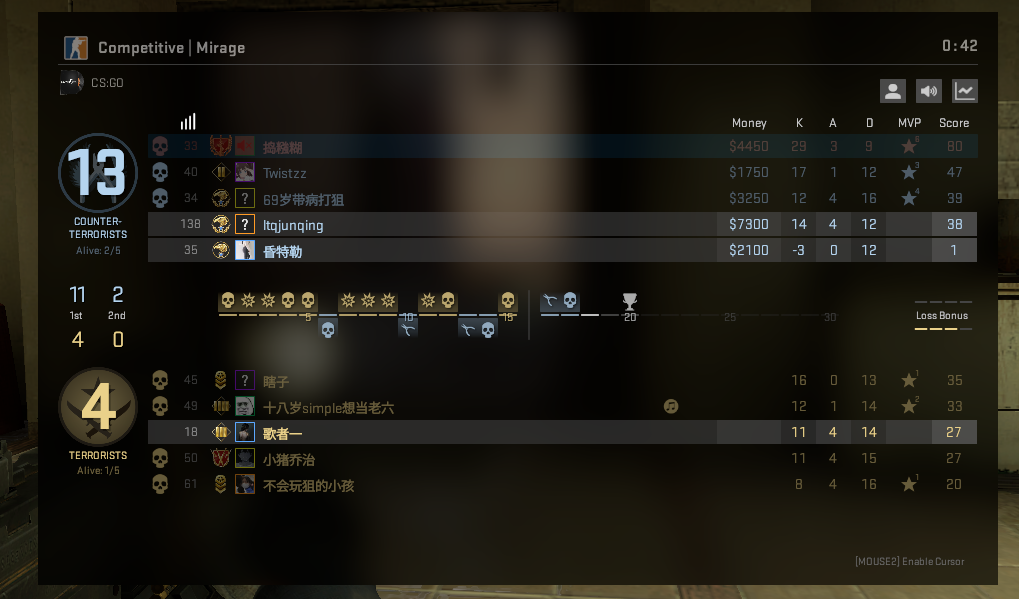 Competitive | Mirage 0:42
CS:GO
Money K A D MVP Score
33 捣糨糊 $4450 29 3 9 80
40 Twistzz $1750 17 1 12 3 47
34 69岁带病打狙 $3250 12 4 16 4 39
138 ltqjunqing $7300 14 4 12 38
35 昏特勒 $2100 -3 0 12 1
13
COUNTER-
TERRORISTS
Alive: 2/5
11 2
1st 2nd
4 0
5 10 15 20 25 30
Loss Bonus
4
TERRORISTS
Alive: 1/5
45 ? 瞎子 16 0 13 1 35
49 十八岁simple想当老六 12 1 14 2 33
18 歌者一 11 4 14 27
50 小猪乔治 11 4 15 27
61 不会玩狙的小孩 8 4 16 1 20
[MOUSE2] Enable Cursor